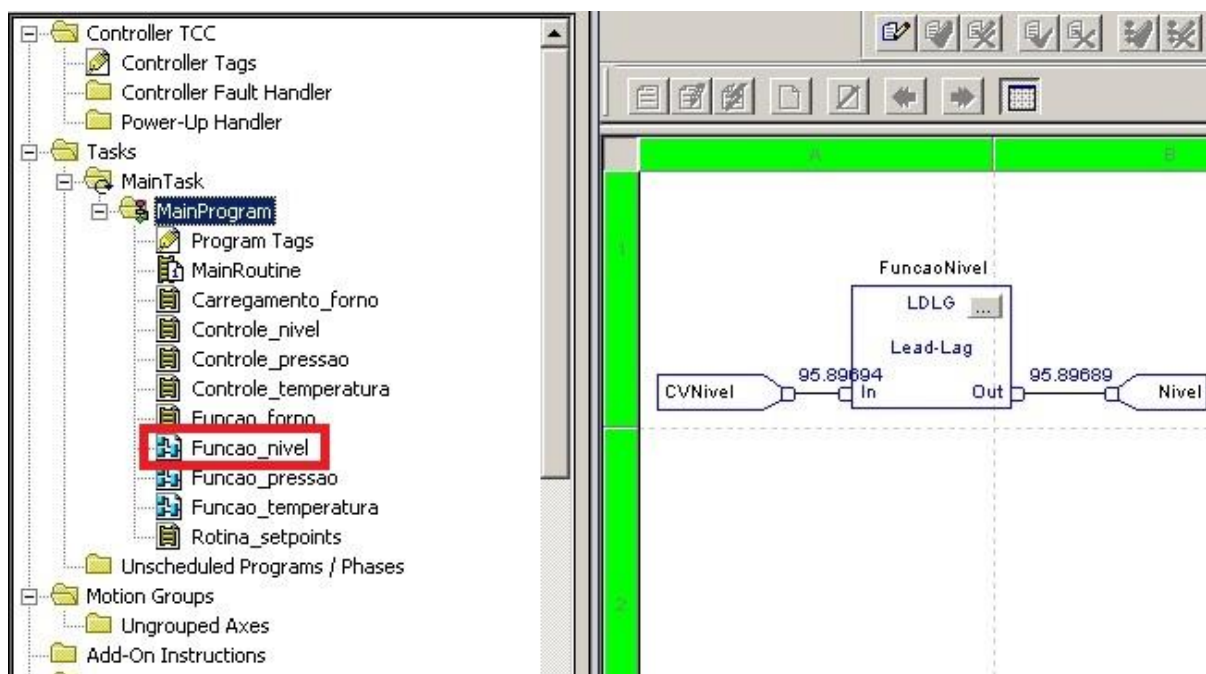 Controller TCC
Controller Tags
Controller Fault Handler
Power-Up Handler
Tasks
MainTask
MainProgram
Program Tags
MainRoutine
Carregamento_forno
Controle_nivel
Controle_pressao
Controle_temperatura
Funcao_forno
Funcao_nivel
Funcao_pressao
Funcao_temperatura
Rotina_setpoints
Unscheduled Programs / Phases
Motion Groups
Ungrouped Axes
Add-On Instructions
A B
1
FuncaoNivel
LDLG ...
Lead-Lag
95.89694 95.89689
CVNivel In Out Nivel
2